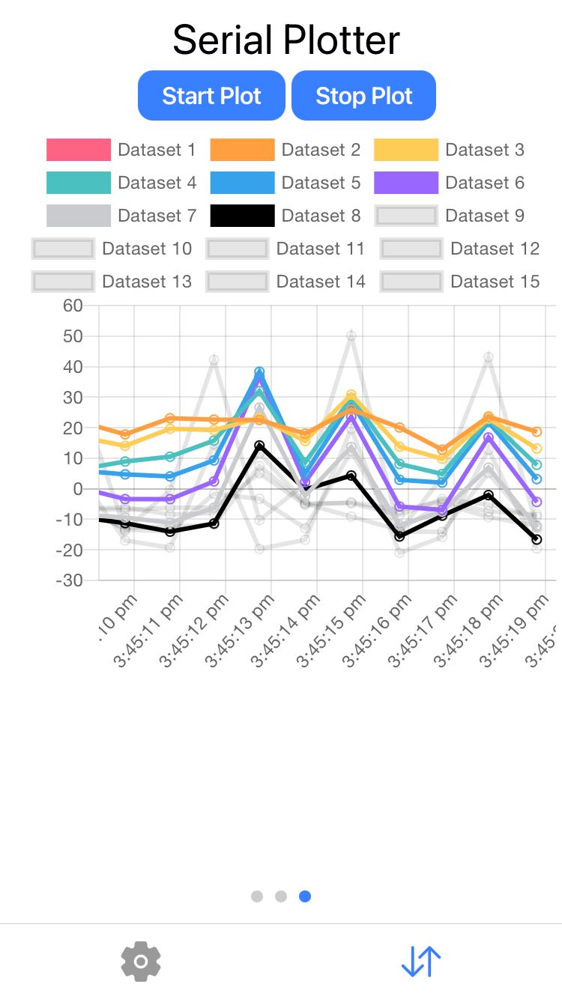 Serial Plotter
Start Plot Stop Plot
Dataset 1 Dataset 2 Dataset 3
Dataset 4 Dataset 5 Dataset 6
Dataset 7 Dataset 8 Dataset 9
Dataset 10 Dataset 11 Dataset 12
Dataset 13 Dataset 14 Dataset 15
60
50
40
30
20
10
0
-10
-20
-30
:10 pm
3:45:11 pm
3:45:12 pm
3:45:13 pm
3:45:14 pm
3:45:15 pm
3:45:16 pm
3:45:17 pm
3:45:18 pm
3:45:19 pm
3:45: